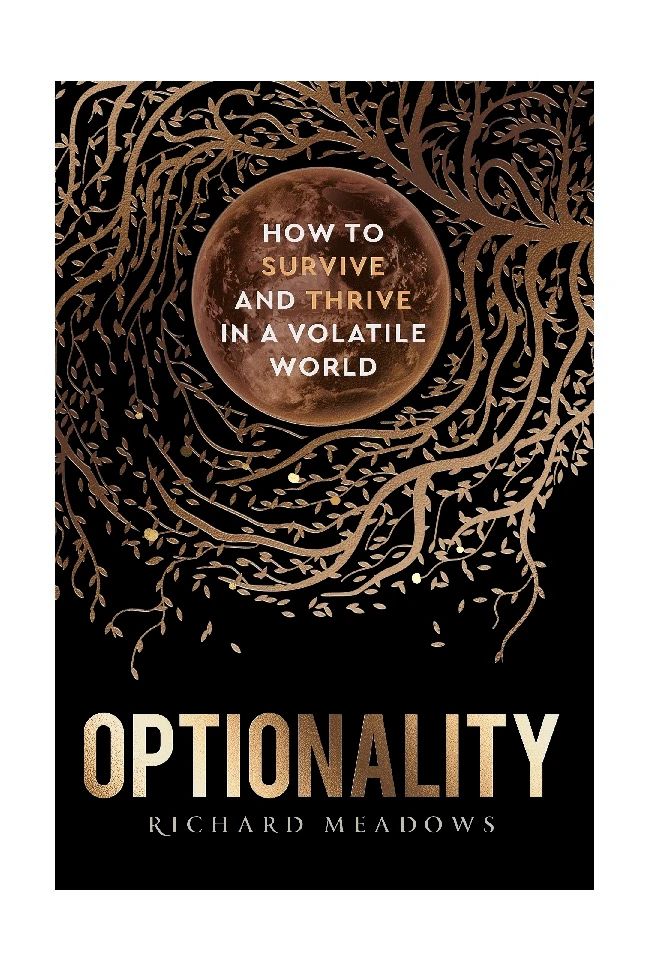 HOW TO
SURVIVE
AND THRIVE
IN A VOLATILE
WORLD
OPTIONALITY
RICHARD MEADOWS